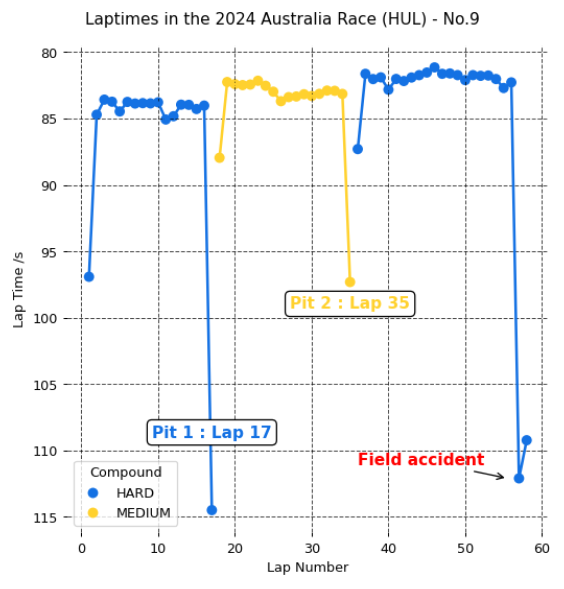 Laptimes in the 2024 Australia Race (HUL) - No.9
80
85
90
95
100
105
110
115
Lap Time /s
Pit 2 : Lap 35
Pit 1 : Lap 17
Field accident
Compound
HARD
MEDIUM
0 10 20 30 40 50 60
Lap Number